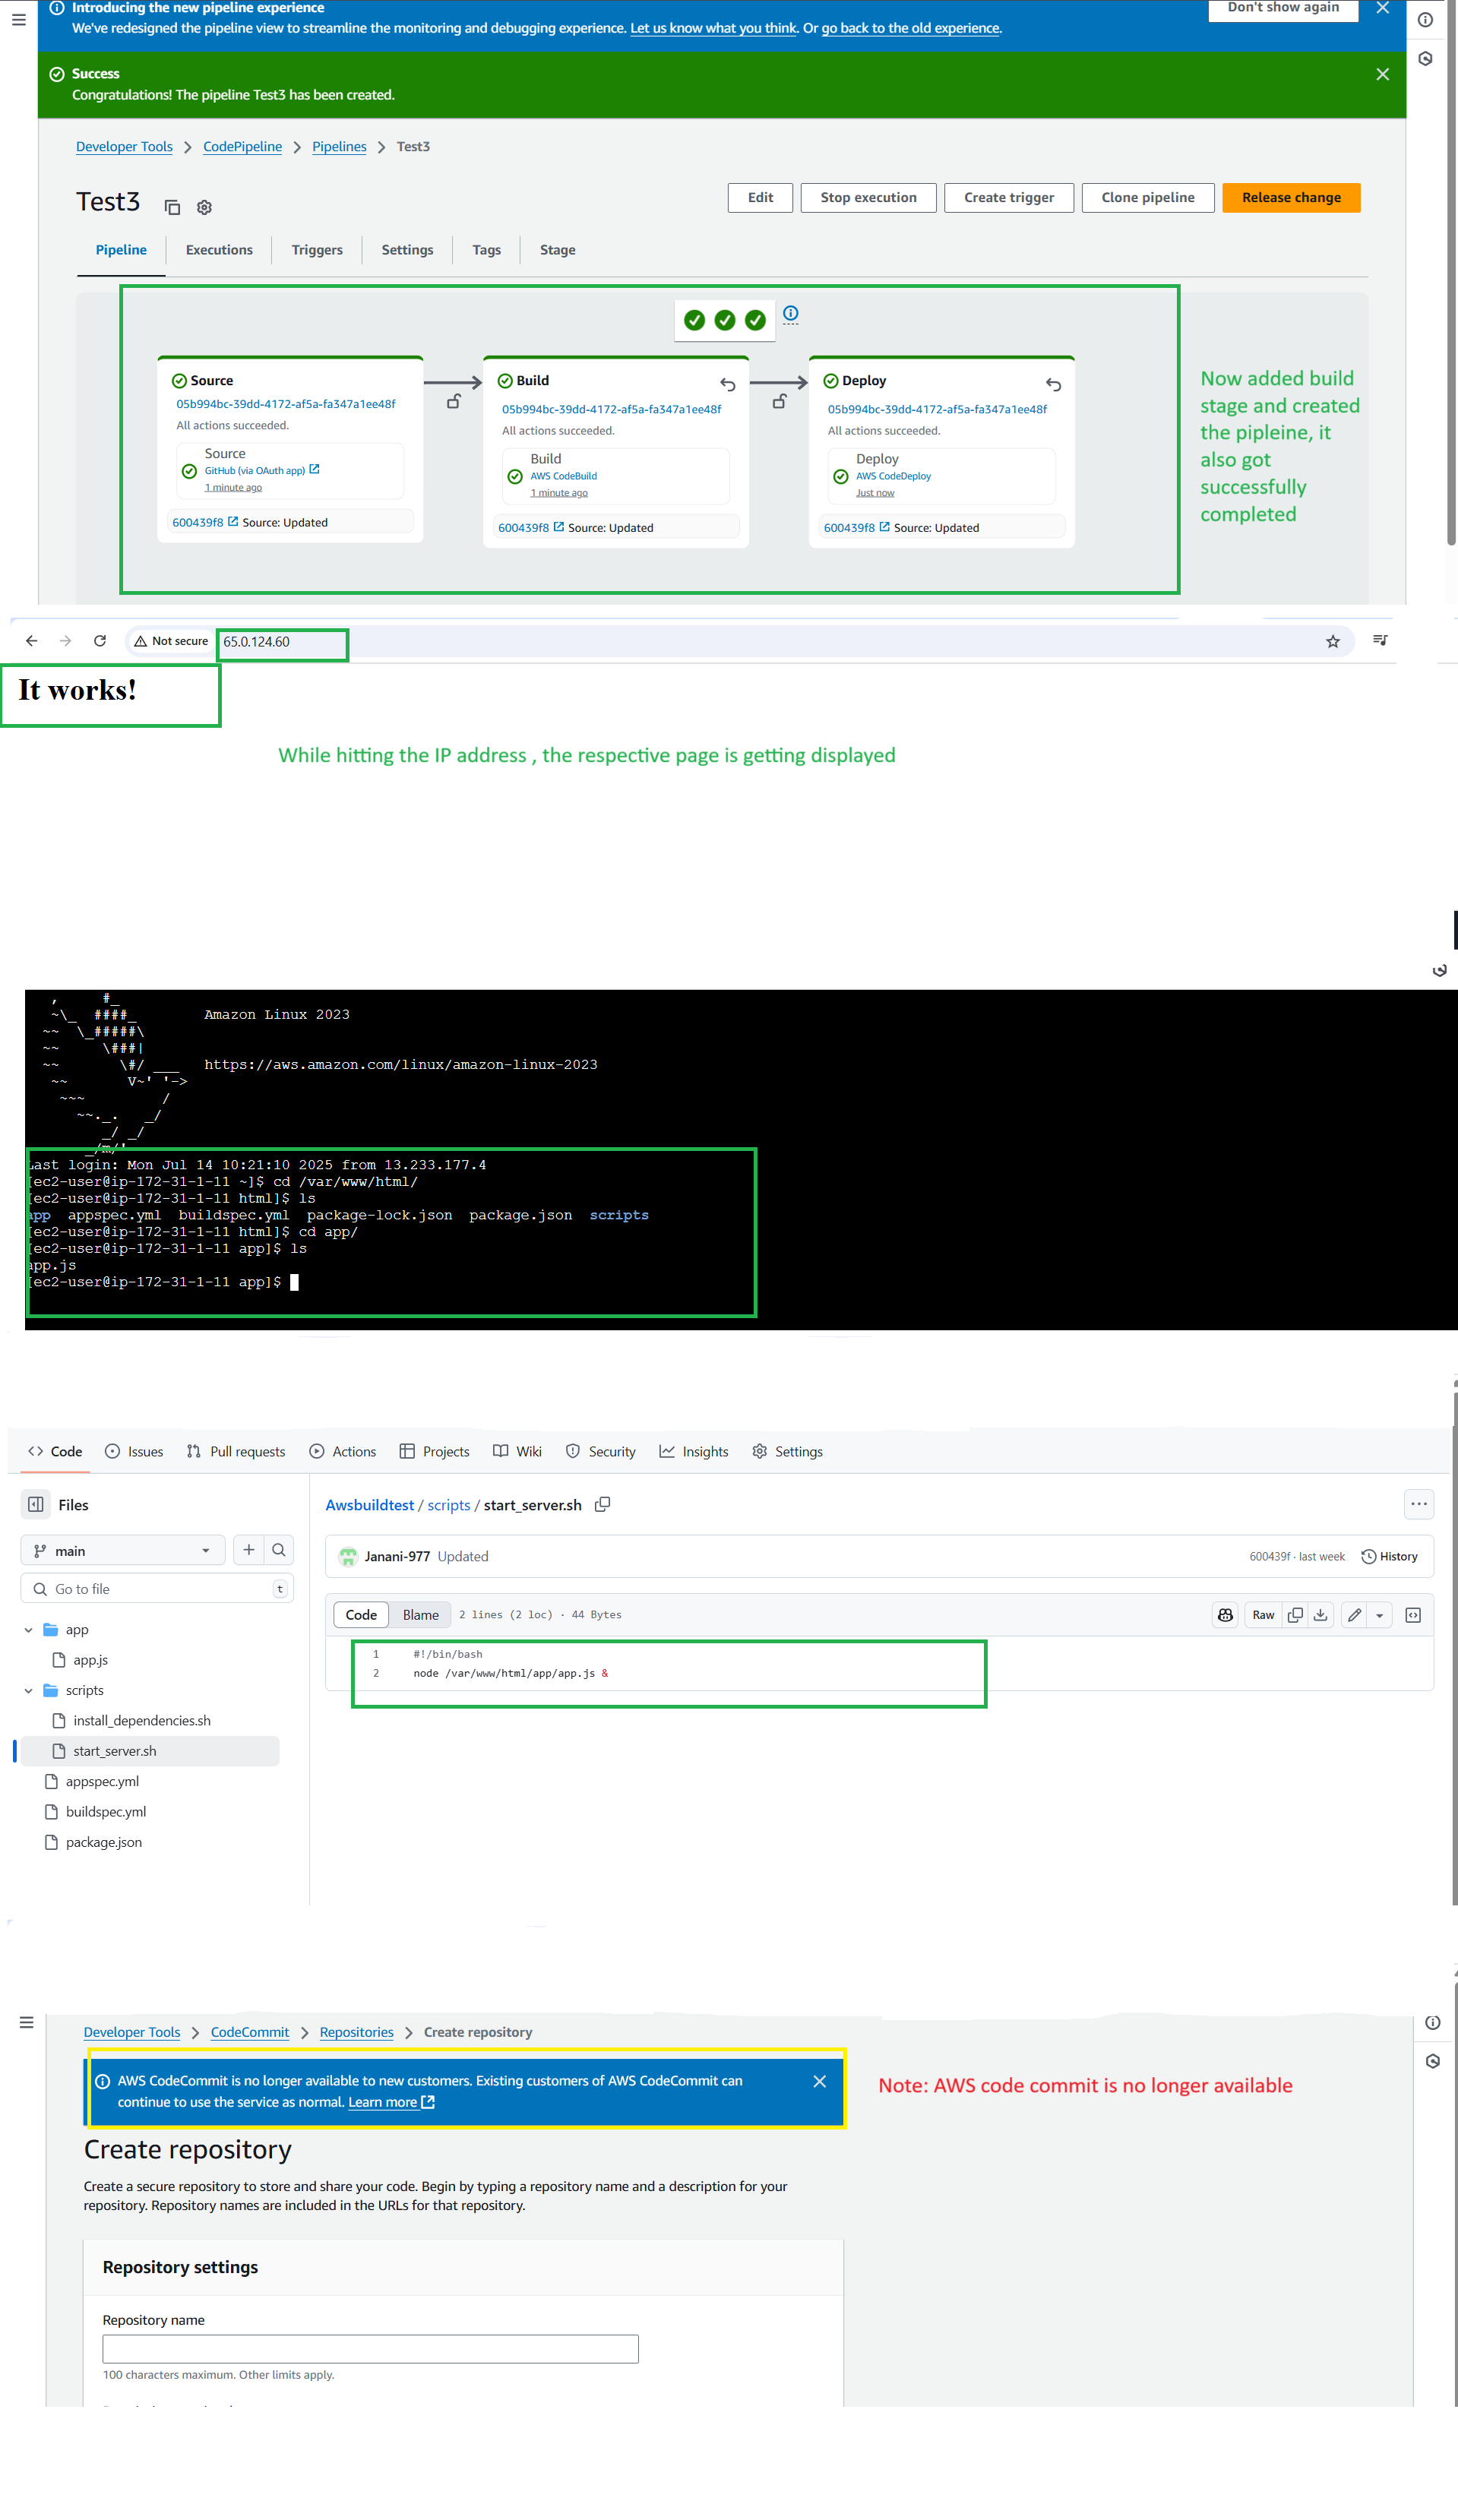 Introducing the new pipeline experience
We've redesigned the pipeline view to streamline the monitoring and debugging experience. Let us know what you think. Or go back to the old experience.
Don't show again
Success
Congratulations! The pipeline Test3 has been created.
Developer Tools > CodePipeline > Pipelines > Test3
Test3
Edit
Stop execution
Create trigger
Clone pipeline
Release change
Pipeline
Executions
Triggers
Settings
Tags
Stage
Source
05b994bc-39dd-4172-af5a-fa347a1ee48f
All actions succeeded.
Source
GitHub (via OAuth app)
1 minute ago
600439f8 Source: Updated
Build
05b994bc-39dd-4172-af5a-fa347a1ee48f
All actions succeeded.
Build
AWS CodeBuild
1 minute ago
600439f8 Source: Updated
Deploy
05b994bc-39dd-4172-af5a-fa347a1ee48f
All actions succeeded.
Deploy
AWS CodeDeploy
Just now
600439f8 Source: Updated
Now added build
stage and created
the pipleine, it
also got
successfully
completed
Not secure 65.0.124.60
It works!
While hitting the IP address , the respective page is getting displayed
,     #_
~\_  ####_        Amazon Linux 2023
~~  \_#####\
~~     \###|
~~       \#/ ___   https://aws.amazon.com/linux/amazon-linux-2023
~~       V~' '->
~~~         /
~~._.   _/
_/ _/
_/m/'
Last login: Mon Jul 14 10:21:10 2025 from 13.233.177.4
[ec2-user@ip-172-31-1-11 ~]$ cd /var/www/html/
[ec2-user@ip-172-31-1-11 html]$ ls
app  appspec.yml  buildspec.yml  package-lock.json  package.json  scripts
[ec2-user@ip-172-31-1-11 html]$ cd app/
[ec2-user@ip-172-31-1-11 app]$ ls
app.js
[ec2-user@ip-172-31-1-11 app]$
Code
Issues
Pull requests
Actions
Projects
Wiki
Security
Insights
Settings
Files
main
Go to file
t
app
app.js
scripts
install_dependencies.sh
start_server.sh
appspec.yml
buildspec.yml
package.json
Awsbuildtest / scripts / start_server.sh
Janani-977 Updated
600439f · last week
History
Code
Blame
2 lines (2 loc) · 44 Bytes
Raw
1 #!/bin/bash
2 node /var/www/html/app/app.js &
Developer Tools > CodeCommit > Repositories > Create repository
AWS CodeCommit is no longer available to new customers. Existing customers of AWS CodeCommit can
continue to use the service as normal. Learn more
Note: AWS code commit is no longer available
Create repository
Create a secure repository to store and share your code. Begin by typing a repository name and a description for your
repository. Repository names are included in the URLs for that repository.
Repository settings
Repository name
100 characters maximum. Other limits apply.